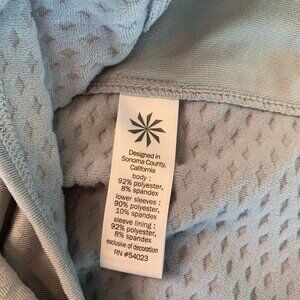 Designed in
Sonoma County,
California
body :
92% polyester,
8% spandex
lower sleeves :
90% polyester,
10% spandex
sleeve lining :
92% polyester,
8% spandex
exclusive of decoration
RN #54023